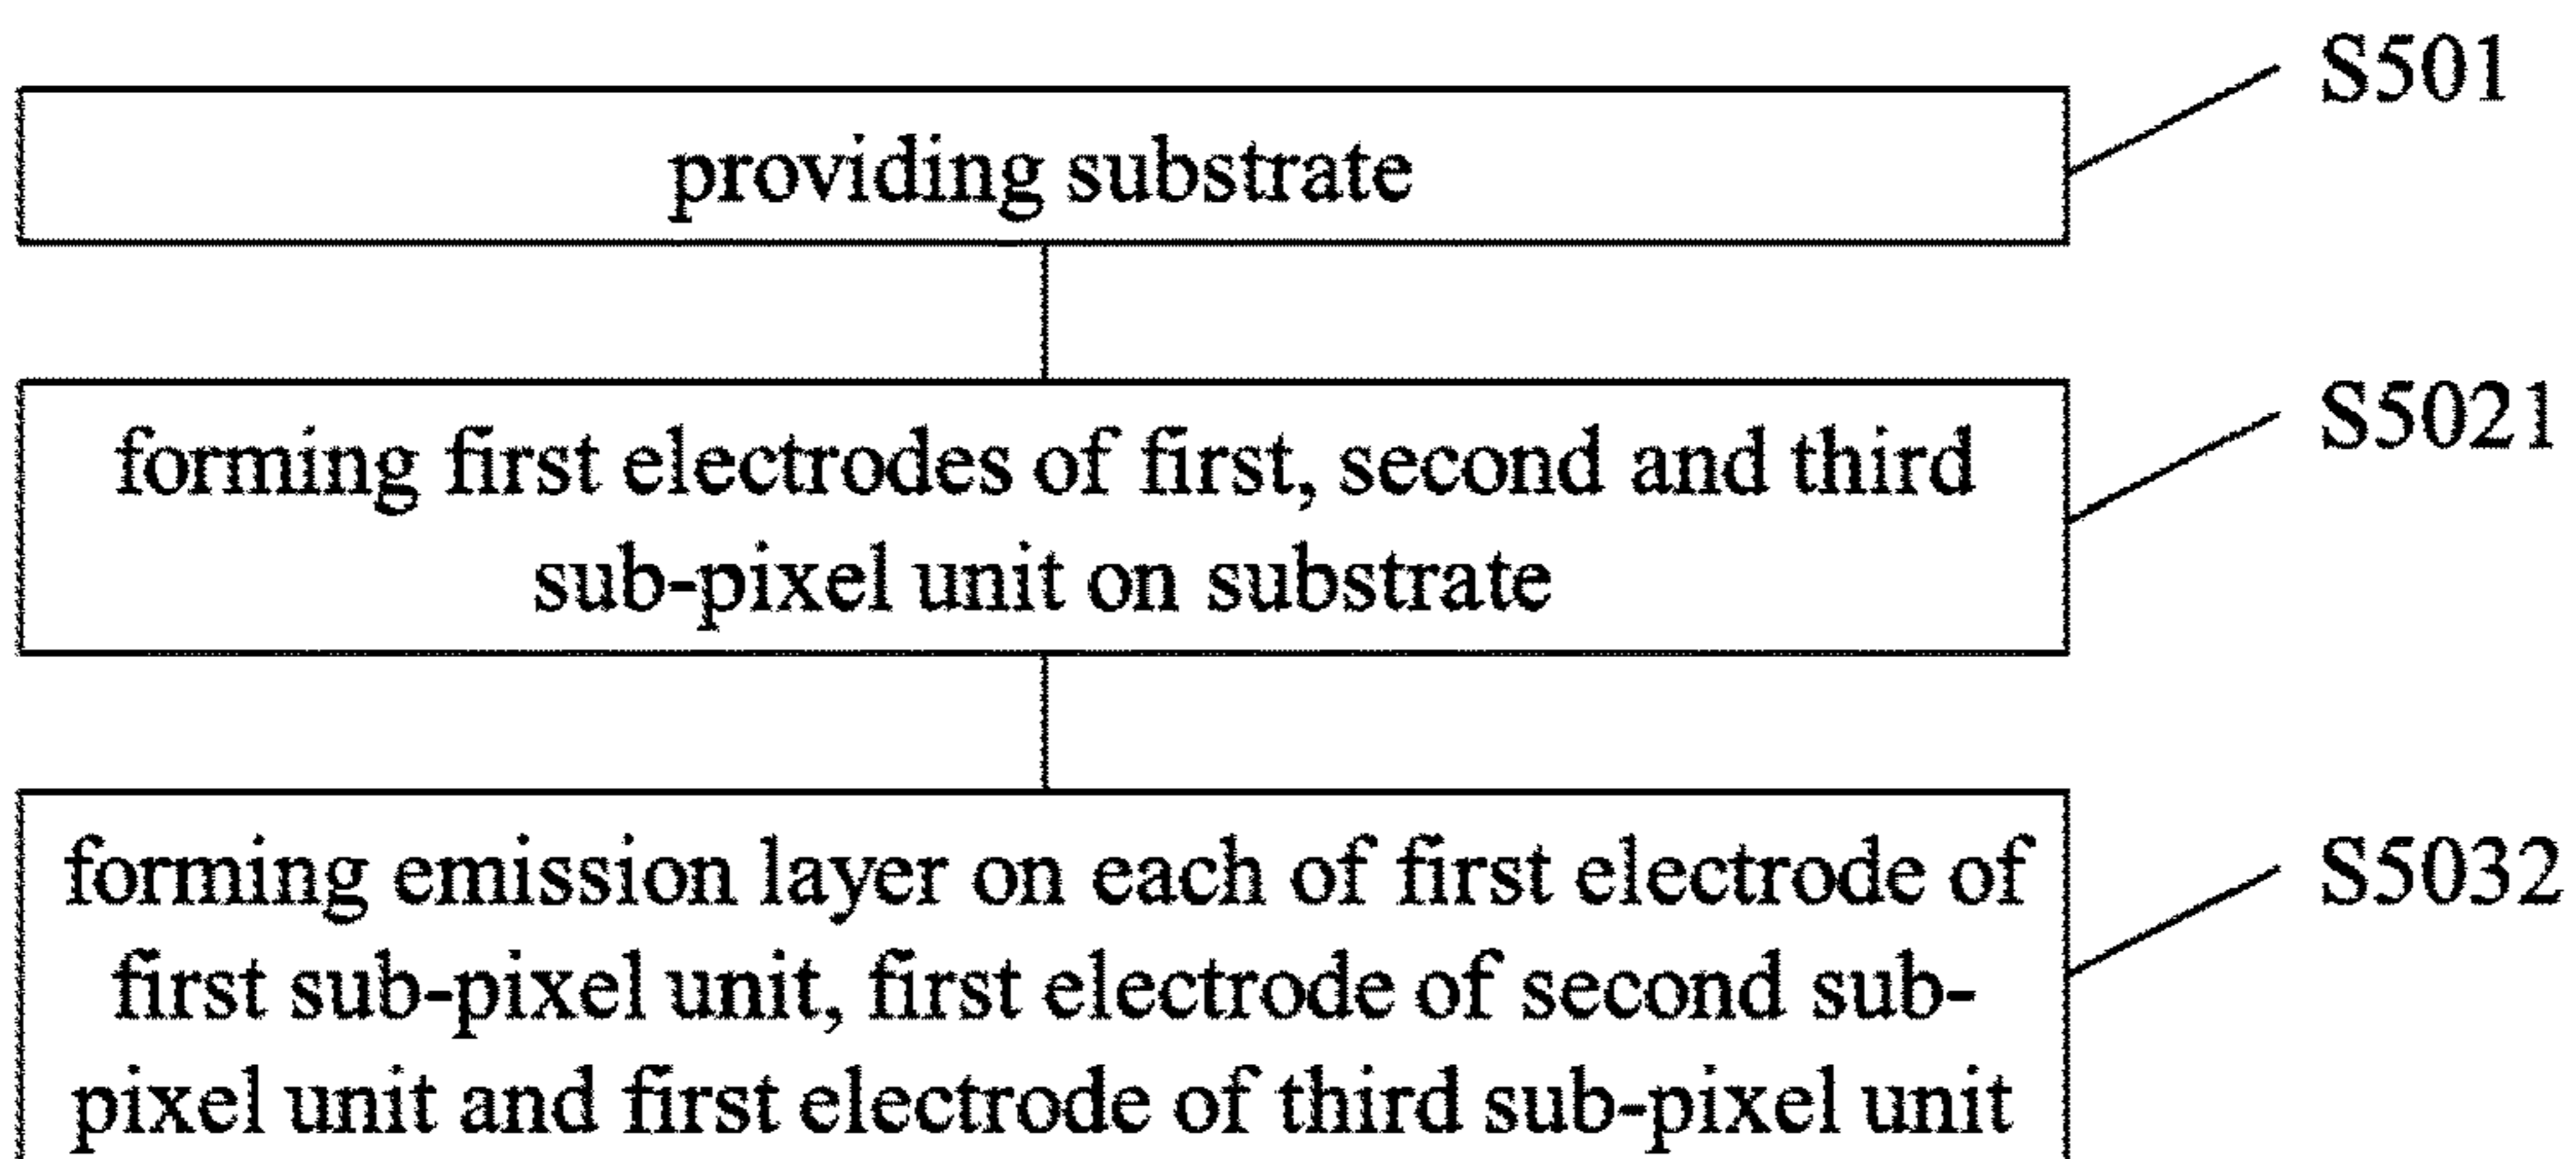 S501
providing substrate
S5021
forming first electrodes of first, second and third
sub-pixel unit on substrate
S5032
forming emission layer on each of first electrode of
first sub-pixel unit, first electrode of second sub-
pixel unit and first electrode of third sub-pixel unit